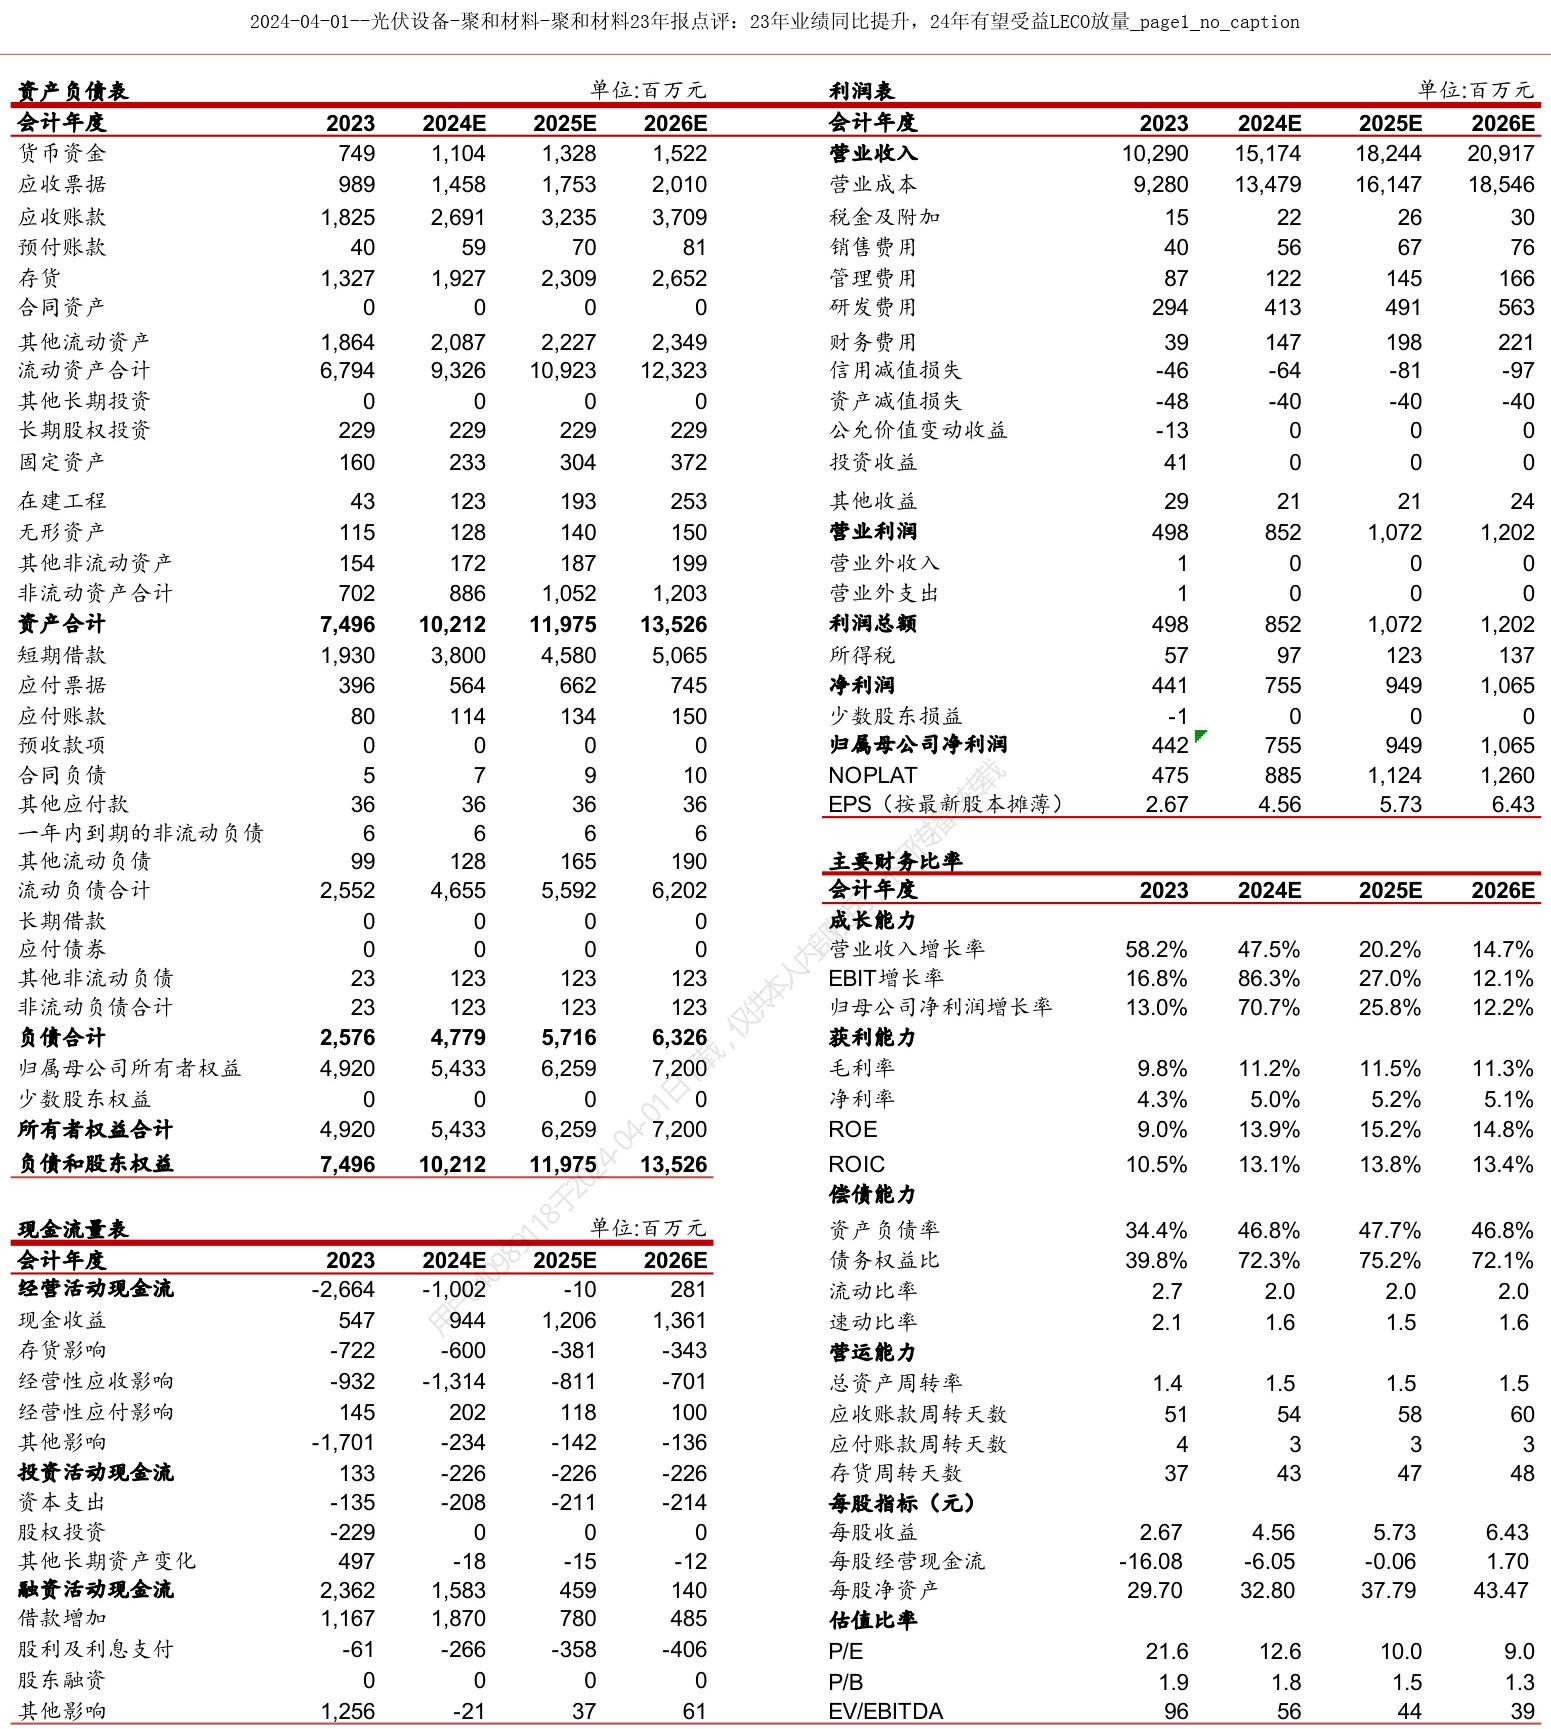 2024-04-01--光伏设备-聚和材料-聚和材料23年报点评：23年业绩同比提升，24年有望受益LECO放量_page1_no_caption
资产负债表 单位:百万元
会计年度 2023 2024E 2025E 2026E
货币资金 749 1,104 1,328 1,522
应收票据 989 1,458 1,753 2,010
应收账款 1,825 2,691 3,235 3,709
预付账款 40 59 70 81
存货 1,327 1,927 2,309 2,652
合同资产 0 0 0 0
其他流动资产 1,864 2,087 2,227 2,349
流动资产合计 6,794 9,326 10,923 12,323
其他长期投资 0 0 0 0
长期股权投资 229 229 229 229
固定资产 160 233 304 372
在建工程 43 123 193 253
无形资产 115 128 140 150
其他非流动资产 154 172 187 199
非流动资产合计 702 886 1,052 1,203
资产合计 7,496 10,212 11,975 13,526
短期借款 1,930 3,800 4,580 5,065
应付票据 396 564 662 745
应付账款 80 114 134 150
预收款项 0 0 0 0
合同负债 5 7 9 10
其他应付款 36 36 36 36
一年内到期的非流动负债 6 6 6 6
其他流动负债 99 128 165 190
流动负债合计 2,552 4,655 5,592 6,202
长期借款 0 0 0 0
应付债券 0 0 0 0
其他非流动负债 23 123 123 123
非流动负债合计 23 123 123 123
负债合计 2,576 4,779 5,716 6,326
归属母公司所有者权益 4,920 5,433 6,259 7,200
少数股东权益 0 0 0 0
所有者权益合计 4,920 5,433 6,259 7,200
负债和股东权益 7,496 10,212 11,975 13,526
现金流量表 单位:百万元
会计年度 2023 2024E 2025E 2026E
经营活动现金流 -2,664 -1,002 -10 281
现金收益 547 944 1,206 1,361
存货影响 -722 -600 -381 -343
经营性应收影响 -932 -1,314 -811 -701
经营性应付影响 145 202 118 100
其他影响 -1,701 -234 -142 -136
投资活动现金流 133 -226 -226 -226
资本支出 -135 -208 -211 -214
股权投资 -229 0 0 0
其他长期资产变化 497 -18 -15 -12
融资活动现金流 2,362 1,583 459 140
借款增加 1,167 1,870 780 485
股利及利息支付 -61 -266 -358 -406
股东融资 0 0 0 0
其他影响 1,256 -21 37 61
利润表 单位:百万元
会计年度 2023 2024E 2025E 2026E
营业收入 10,290 15,174 18,244 20,917
营业成本 9,280 13,479 16,147 18,546
税金及附加 15 22 26 30
销售费用 40 56 67 76
管理费用 87 122 145 166
研发费用 294 413 491 563
财务费用 39 147 198 221
信用减值损失 -46 -64 -81 -97
资产减值损失 -48 -40 -40 -40
公允价值变动收益 -13 0 0 0
投资收益 41 0 0 0
其他收益 29 21 21 24
营业利润 498 852 1,072 1,202
营业外收入 1 0 0 0
营业外支出 1 0 0 0
利润总额 498 852 1,072 1,202
所得税 57 97 123 137
净利润 441 755 949 1,065
少数股东损益 -1 0 0 0
归属母公司净利润 442 755 949 1,065
NOPLAT 475 885 1,124 1,260
EPS（按最新股本摊薄） 2.67 4.56 5.73 6.43
主要财务比率
会计年度 2023 2024E 2025E 2026E
成长能力
营业收入增长率 58.2% 47.5% 20.2% 14.7%
EBIT增长率 16.8% 86.3% 27.0% 12.1%
归母公司净利润增长率 13.0% 70.7% 25.8% 12.2%
获利能力
毛利率 9.8% 11.2% 11.5% 11.3%
净利率 4.3% 5.0% 5.2% 5.1%
ROE 9.0% 13.9% 15.2% 14.8%
ROIC 10.5% 13.1% 13.8% 13.4%
偿债能力
资产负债率 34.4% 46.8% 47.7% 46.8%
债务权益比 39.8% 72.3% 75.2% 72.1%
流动比率 2.7 2.0 2.0 2.0
速动比率 2.1 1.6 1.5 1.6
营运能力
总资产周转率 1.4 1.5 1.5 1.5
应收账款周转天数 51 54 58 60
应付账款周转天数 4 3 3 3
存货周转天数 37 43 47 48
每股指标（元）
每股收益 2.67 4.56 5.73 6.43
每股经营现金流 -16.08 -6.05 -0.06 1.70
每股净资产 29.70 32.80 37.79 43.47
估值比率
P/E 21.6 12.6 10.0 9.0
P/B 1.9 1.8 1.5 1.3
EV/EBITDA 96 56 44 39